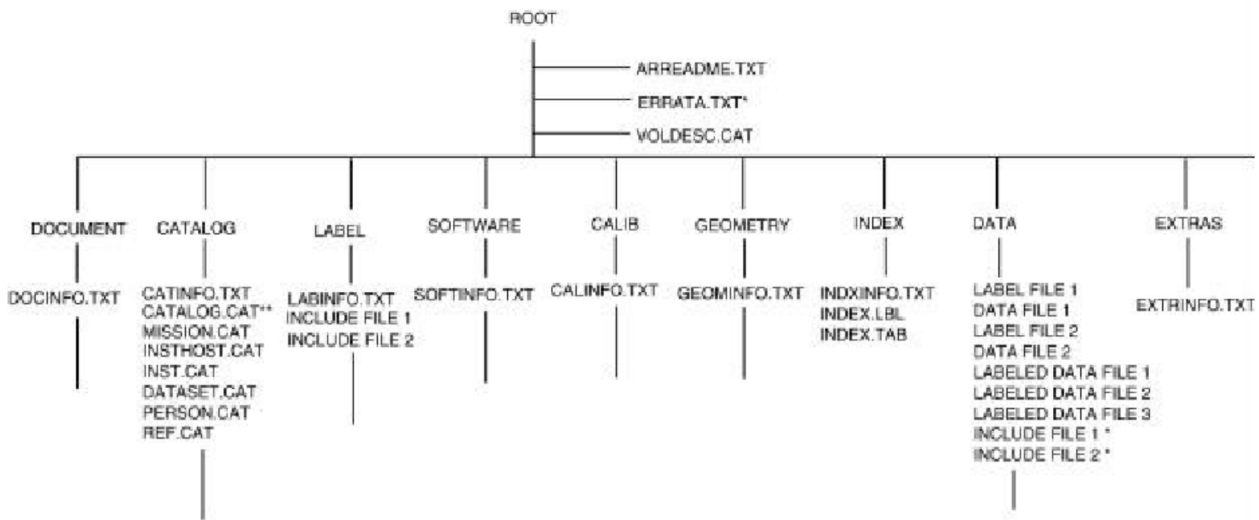 ROOT
ARREADME.TXT
ERRATA.TXT*
VOLDESC.CAT
DOCUMENT
DOCINFO.TXT
CATALOG
CATINFO.TXT
CATALOG.CAT**
MISSION.CAT
INSTHOST.CAT
INST.CAT
DATASET.CAT
PERSON.CAT
REF.CAT
LABEL
LABINFO.TXT
INCLUDE FILE 1
INCLUDE FILE 2
SOFTWARE
SOFTINFO.TXT
CALIB
CALINFO.TXT
GEOMETRY
GEOMINFO.TXT
INDEX
INDXINFO.TXT
INDEX.LBL
INDEX.TAB
DATA
LABEL FILE 1
DATA FILE 1
LABEL FILE 2
DATA FILE 2
LABELED DATA FILE 1
LABELED DATA FILE 2
LABELED DATA FILE 3
INCLUDE FILE 1 *
INCLUDE FILE 2 *
EXTRAS
EXTRINFO.TXT